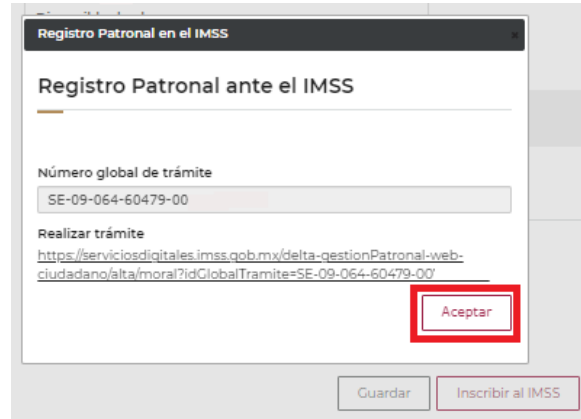 Registro Patronal en el IMSS
Registro Patronal ante el IMSS
Número global de trámite
SE-09-064-60479-00
Realizar trámite
https://serviciosdigitales.imss.gob.mx/delta-gestionPatronal-web-
ciudadano/alta/moral?idGlobalTramite=SE-09-064-60479-00'
Aceptar
Guardar Inscribir al IMSS